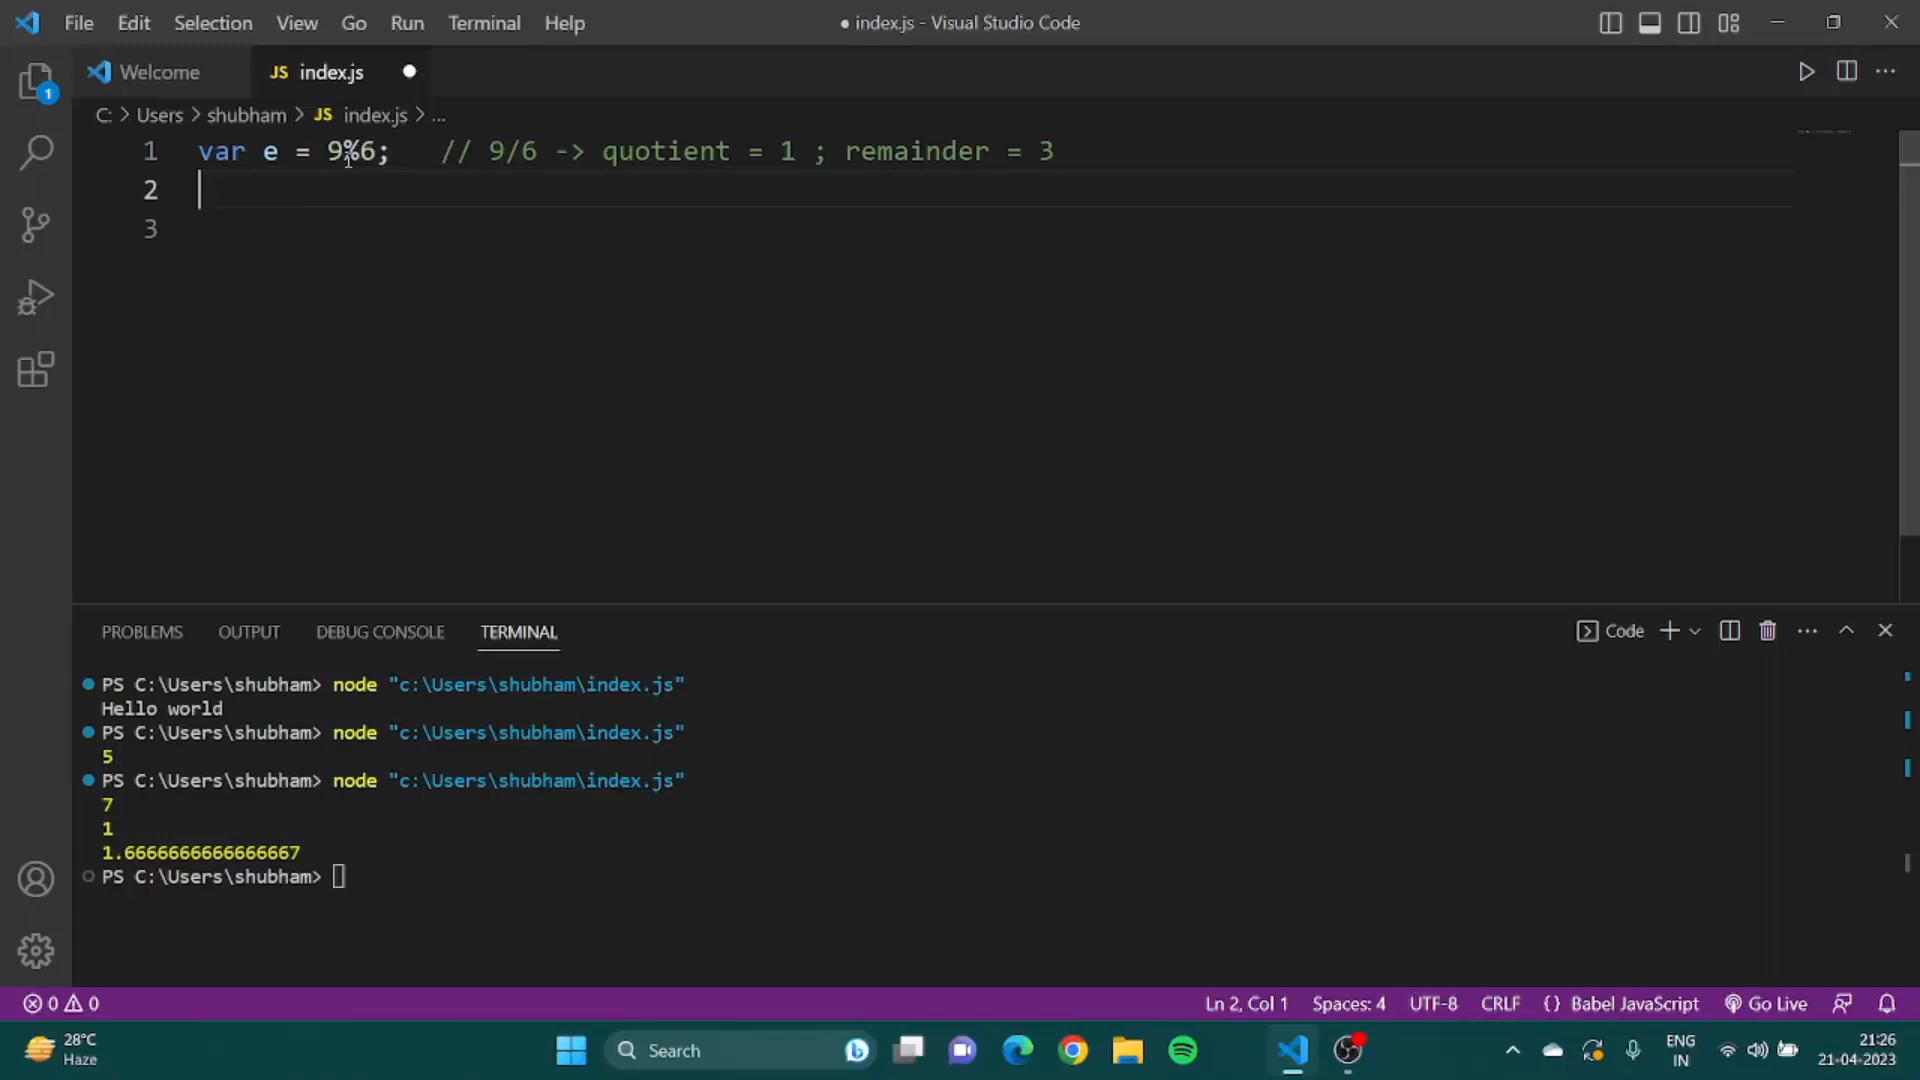 File Edit Selection View Go Run Terminal Help ● index.js - Visual Studio Code
Welcome JS index.js ●
1
C: > Users > shubham > JS index.js > ...
1 var e = 9%6; // 9/6 -> quotient = 1 ; remainder = 3
2
3
PROBLEMS OUTPUT DEBUG CONSOLE TERMINAL Code
PS C:\Users\shubham> node "c:\Users\shubham\index.js"
Hello world
PS C:\Users\shubham> node "c:\Users\shubham\index.js"
5
PS C:\Users\shubham> node "c:\Users\shubham\index.js"
7
1
1.6666666666666667
PS C:\Users\shubham>
0 0 Ln 2, Col 1 Spaces: 4 UTF-8 CRLF {} Babel JavaScript Go Live
28°C
Haze
Search
ENG
IN
21:26
21-04-2023